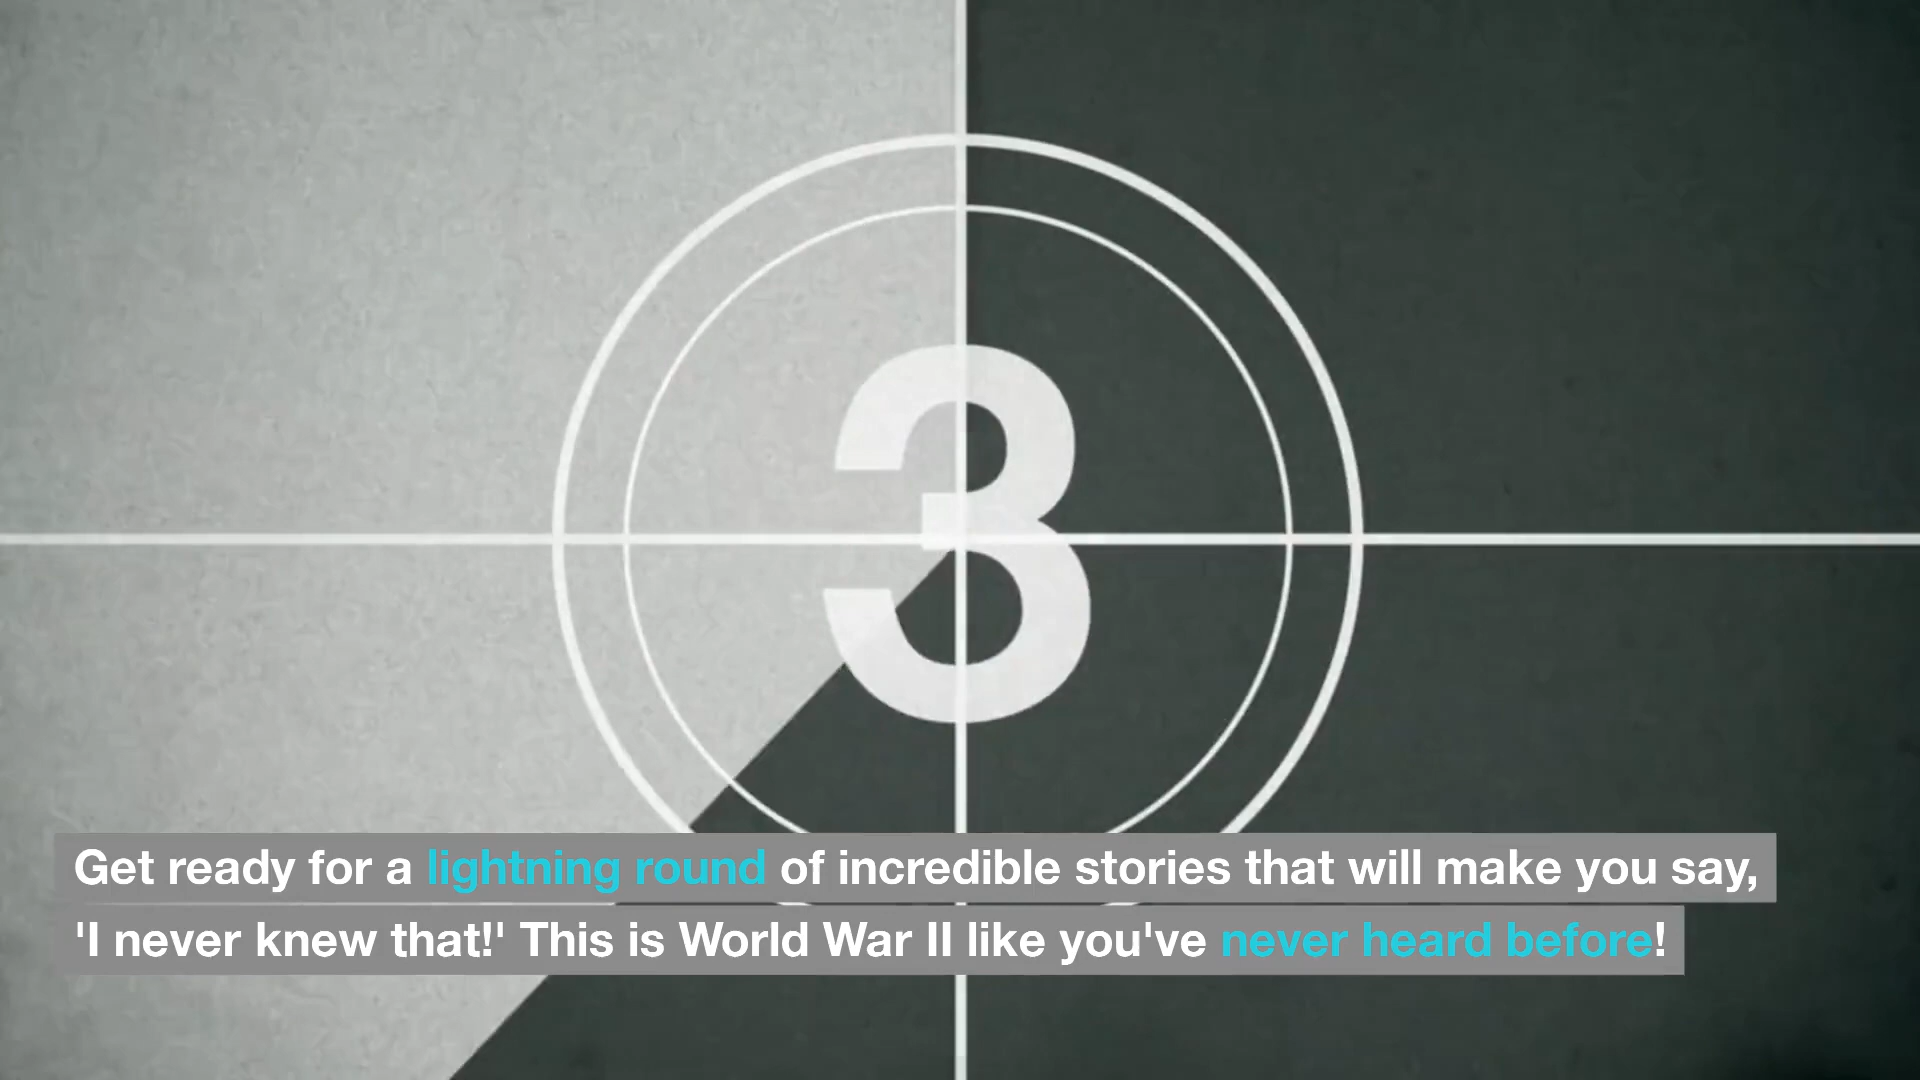 3
Get ready for a lightning round of incredible stories that will make you say,
'I never knew that!' This is World War II like you've never heard before!